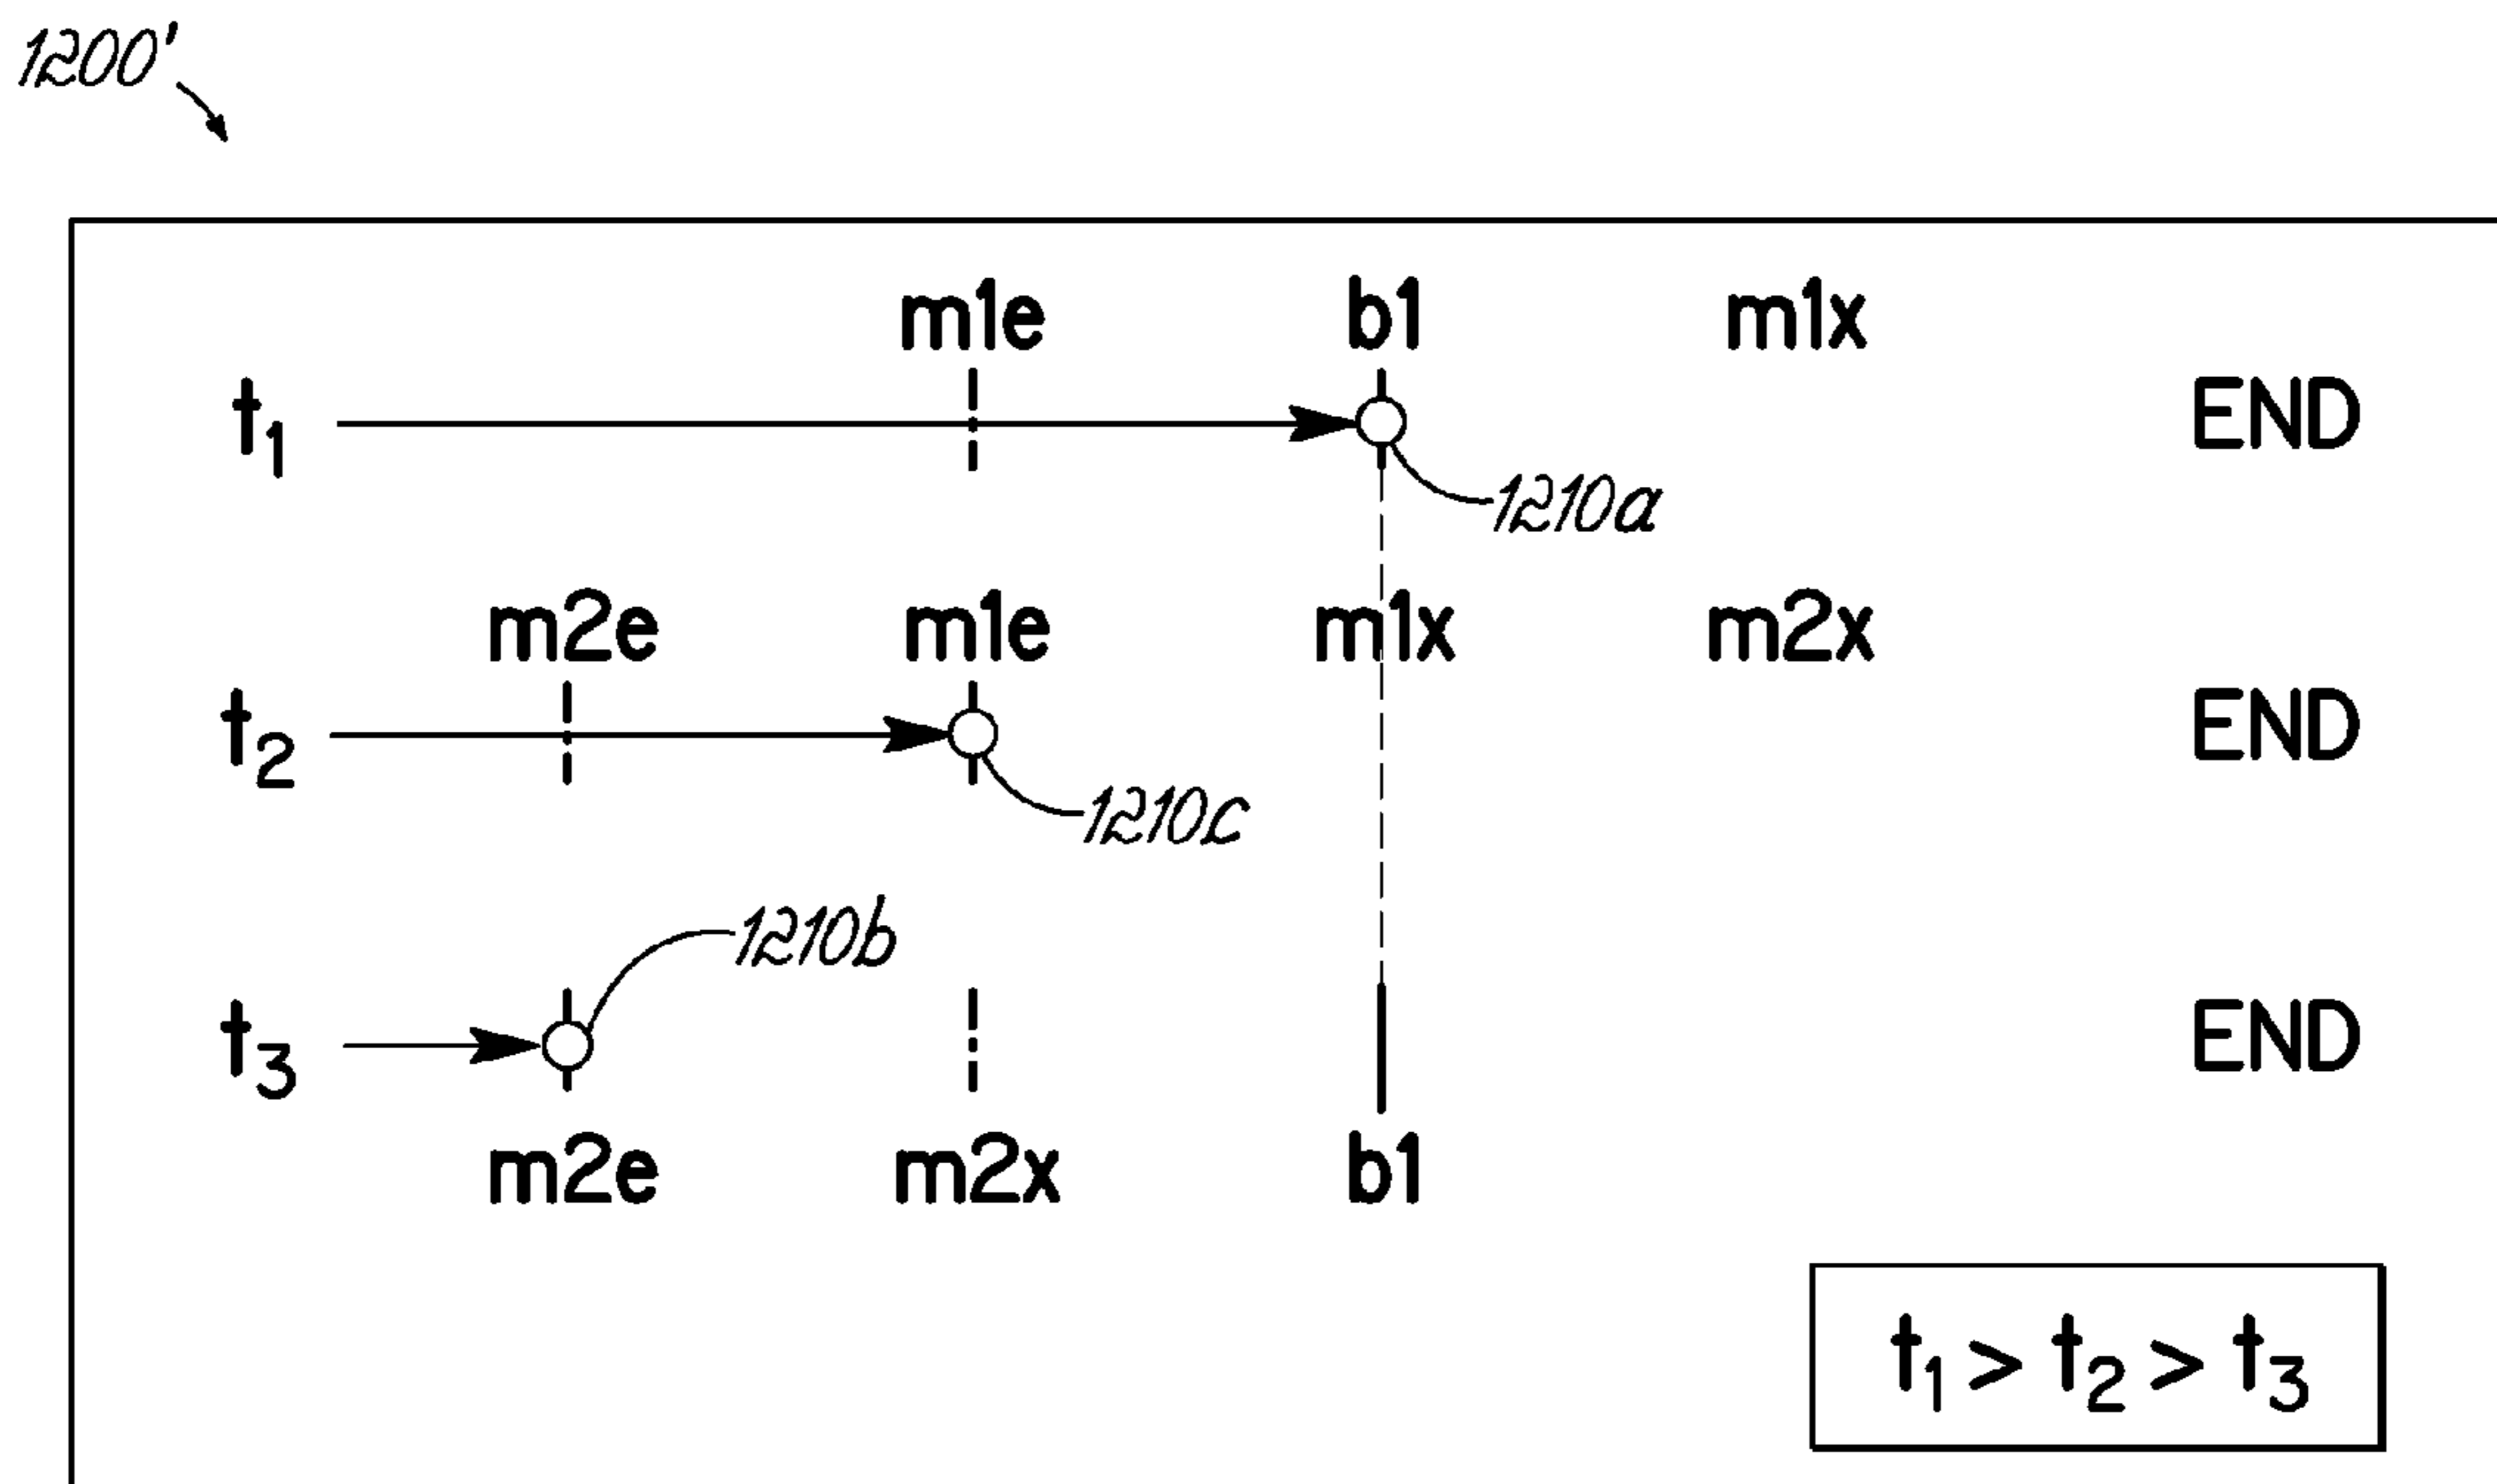 1200'
m1e b1 m1x
t1 END
1210a
m2e m1e m1x m2x
t2 END
1210c
1210b
t3 END
m2e m2x b1
t1 > t2 > t3